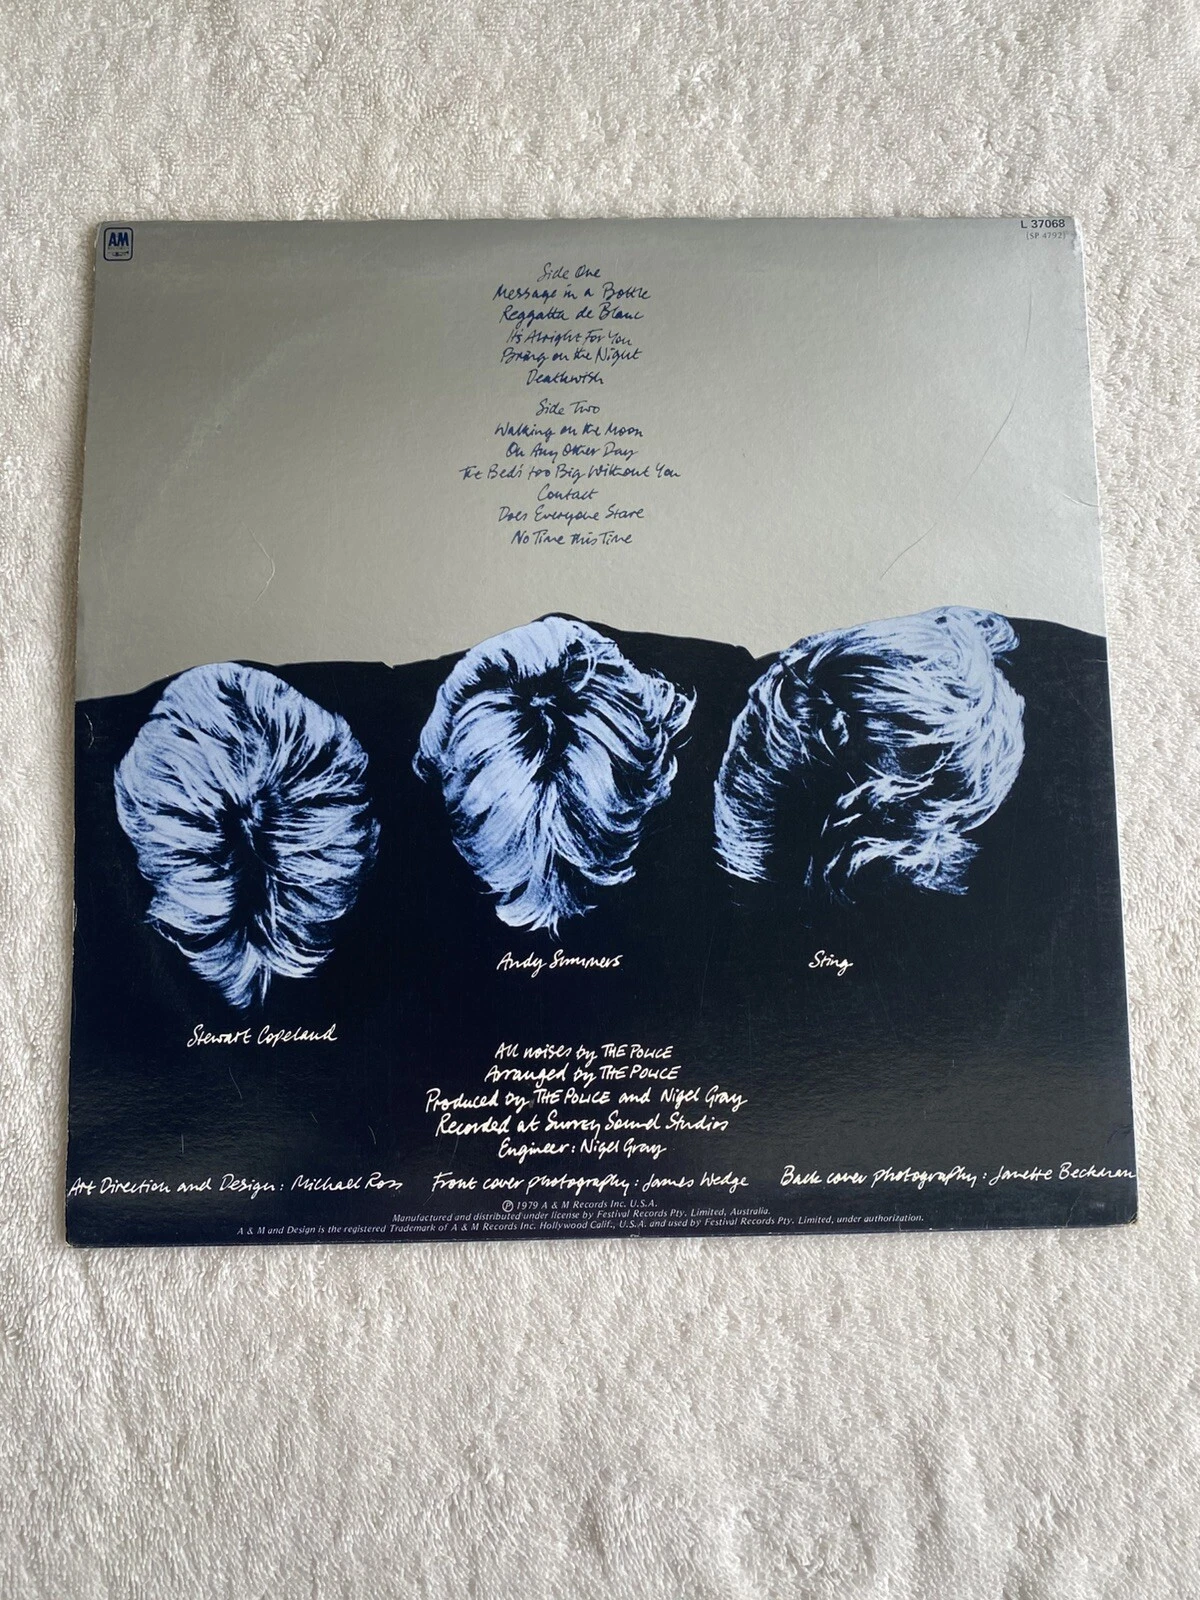 AM
L 37068
(SP 4792)
Side One
Message in a Bottle
Reggatta de Blanc
It's Alright For You
Bring on the Night
Deathwish
Side Two
Walking on the Moon
On Any Other Day
The Bed's too Big Without You
Contact
Does Everyone Stare
No Time this Time
Andy Summers
Sting
Stewart Copeland
All noises by THE POLICE
Arranged by THE POLICE
Produced by THE POLICE and Nigel Gray
Recorded at Surrey Sound Studios
Engineer: Nigel Gray
Art Direction and Design: Michael Ross Front cover photography: James Wedge Back cover photography: Janette Beckman
Ⓟ 1979 A & M Records Inc. U.S.A.
Manufactured and distributed under license by Festival Records Pty. Limited, Australia.
A & M and Design is the registered Trademark of A & M Records Inc. Hollywood Calif., U.S.A. and used by Festival Records Pty. Limited, under authorization.